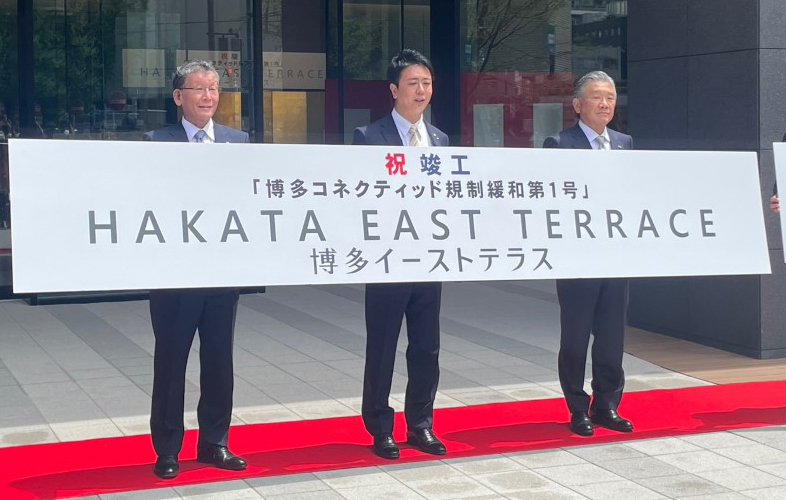 祝 竣工
「博多コネクティッド規制緩和第1号」
HAKATA EAST TERRACE
博多イーストテラス